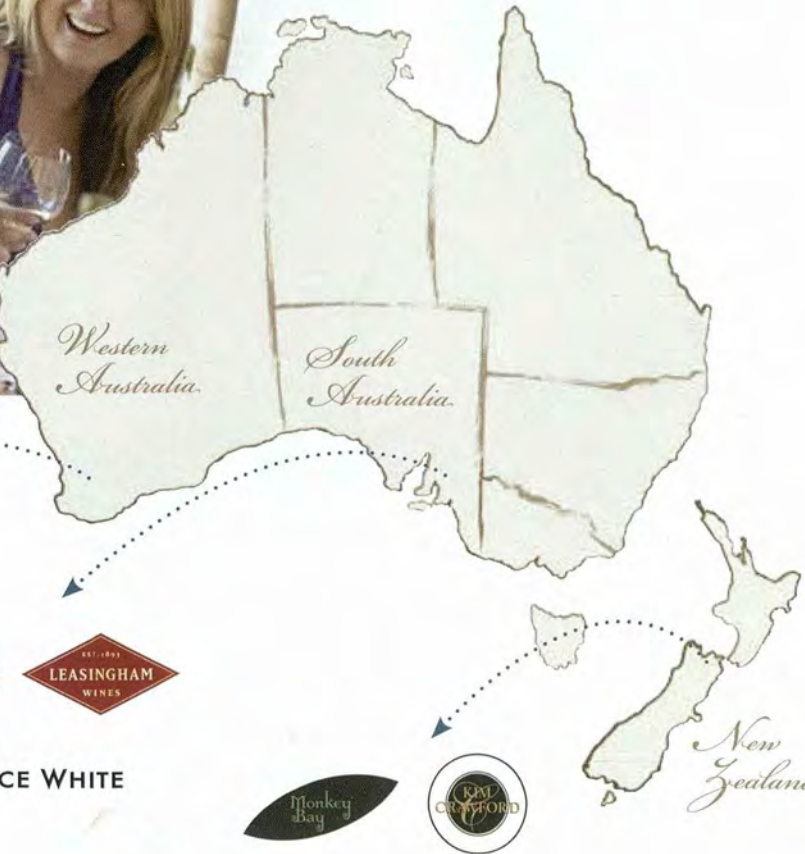 Western
Australia
South
Australia
EST. 1893
LEASINGHAM
WINES
CE WHITE
New
Zealand
Monkey
Bay
KIM
CRAWFORD